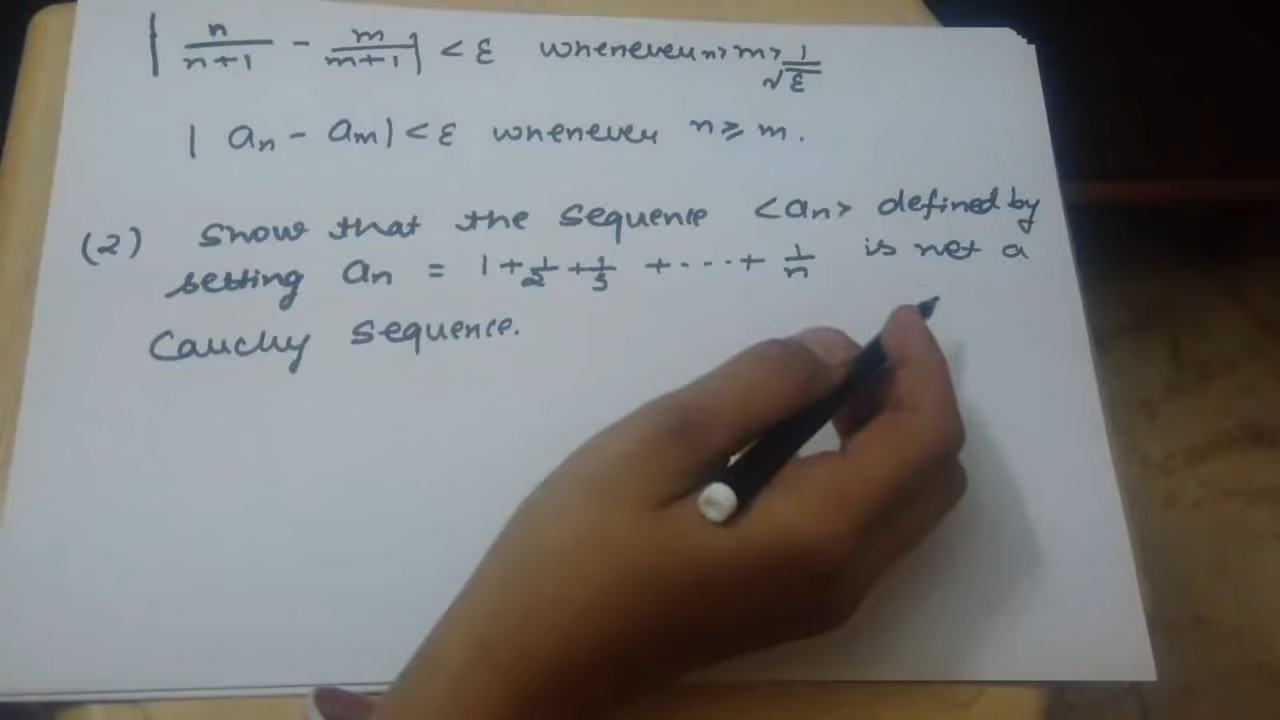 | n/n+1 - m/m+1 | < ε whenever n > m > 1/√ε
| an - am | < ε whenever n ≥ m.
(2) Show that the sequence <an> defined by
setting an = 1 + 1/2 + 1/3 + ... + 1/n is not a
Cauchy sequence.